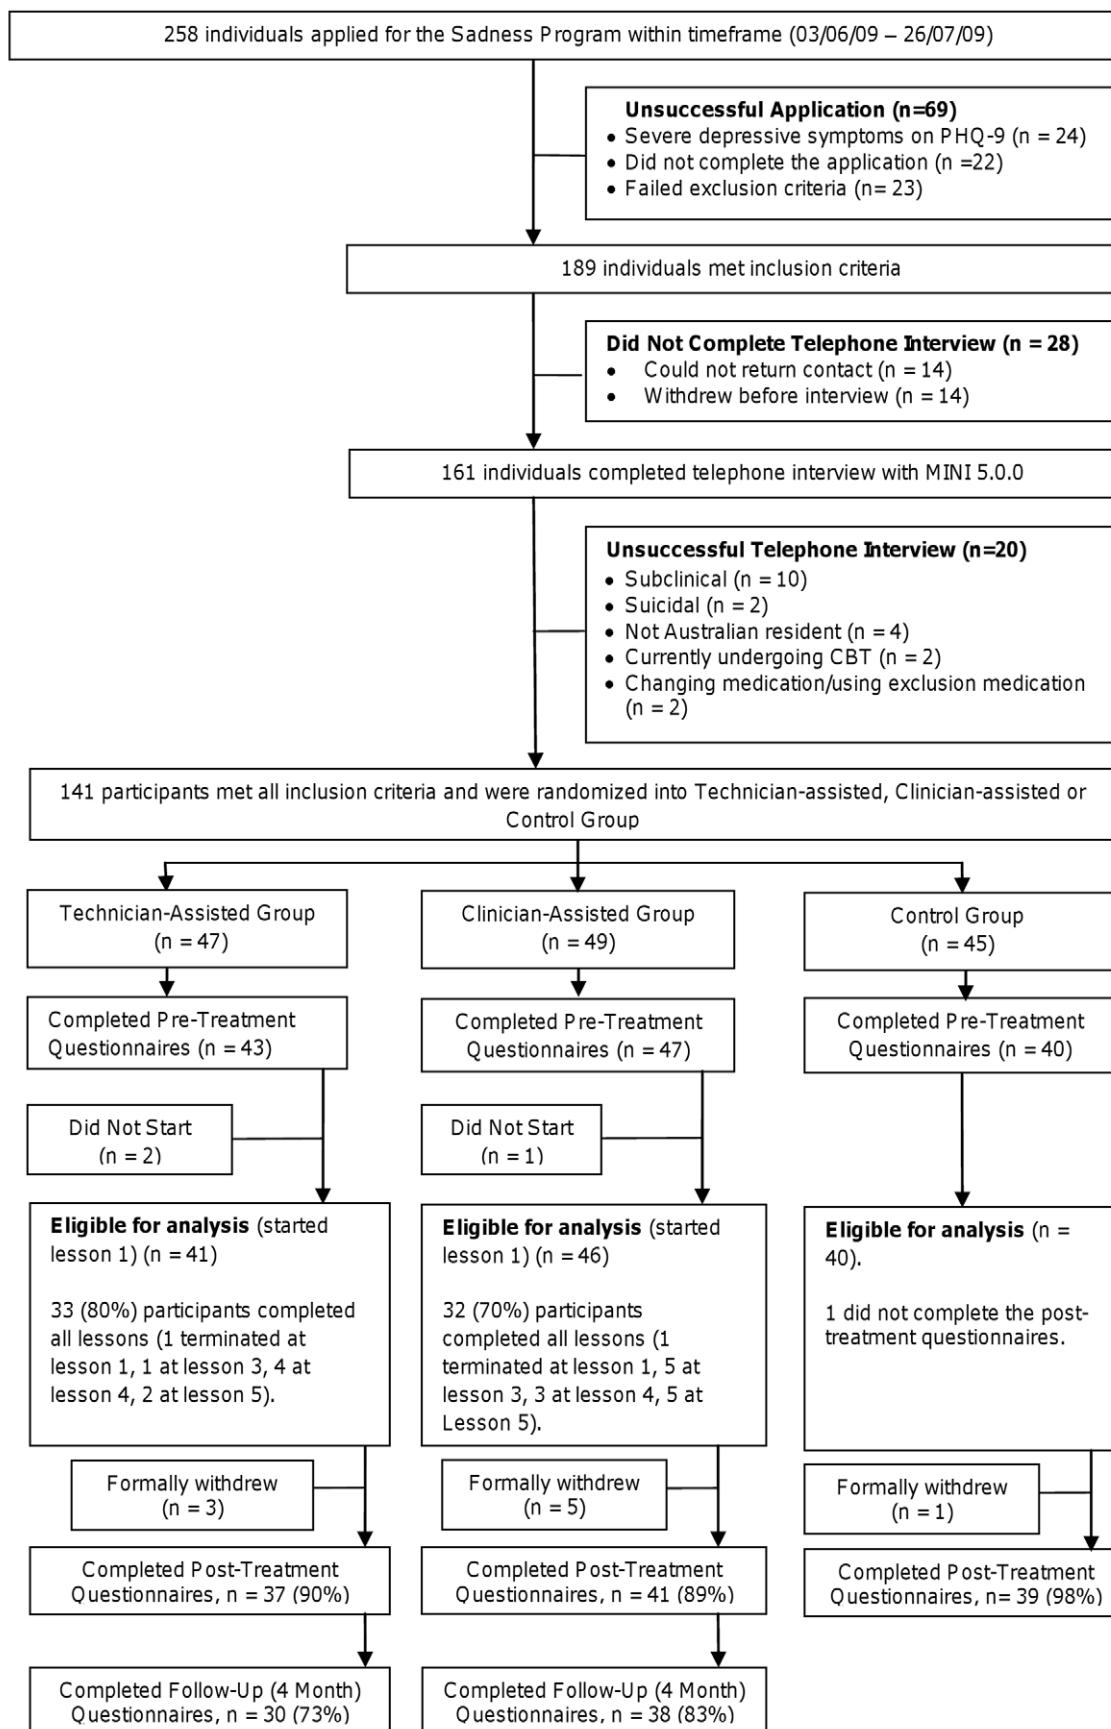 258 individuals applied for the Sadness Program within timeframe (03/06/09 – 26/07/09)
Unsuccessful Application (n=69)
• Severe depressive symptoms on PHQ-9 (n = 24)
• Did not complete the application (n =22)
• Failed exclusion criteria (n= 23)
189 individuals met inclusion criteria
Did Not Complete Telephone Interview (n = 28)
• Could not return contact (n = 14)
• Withdrew before interview (n = 14)
161 individuals completed telephone interview with MINI 5.0.0
Unsuccessful Telephone Interview (n=20)
• Subclinical (n = 10)
• Suicidal (n = 2)
• Not Australian resident (n = 4)
• Currently undergoing CBT (n = 2)
• Changing medication/using exclusion medication
(n = 2)
141 participants met all inclusion criteria and were randomized into Technician-assisted, Clinician-assisted or
Control Group
Technician-Assisted Group
(n = 47)
Clinician-Assisted Group
(n = 49)
Control Group
(n = 45)
Completed Pre-Treatment
Questionnaires (n = 43)
Completed Pre-Treatment
Questionnaires (n = 47)
Completed Pre-Treatment
Questionnaires (n = 40)
Did Not Start
(n = 2)
Did Not Start
(n = 1)
Eligible for analysis (started
lesson 1) (n = 41)
33 (80%) participants completed
all lessons (1 terminated at
lesson 1, 1 at lesson 3, 4 at
lesson 4, 2 at lesson 5).
Eligible for analysis (started
lesson 1) (n = 46)
32 (70%) participants
completed all lessons (1
terminated at lesson 1, 5 at
lesson 3, 3 at lesson 4, 5 at
Lesson 5).
Eligible for analysis (n =
40).
1 did not complete the post-
treatment questionnaires.
Formally withdrew
(n = 3)
Formally withdrew
(n = 5)
Formally withdrew
(n = 1)
Completed Post-Treatment
Questionnaires, n = 37 (90%)
Completed Post-Treatment
Questionnaires, n = 41 (89%)
Completed Post-Treatment
Questionnaires, n= 39 (98%)
Completed Follow-Up (4 Month)
Questionnaires, n = 30 (73%)
Completed Follow-Up (4 Month)
Questionnaires, n = 38 (83%)